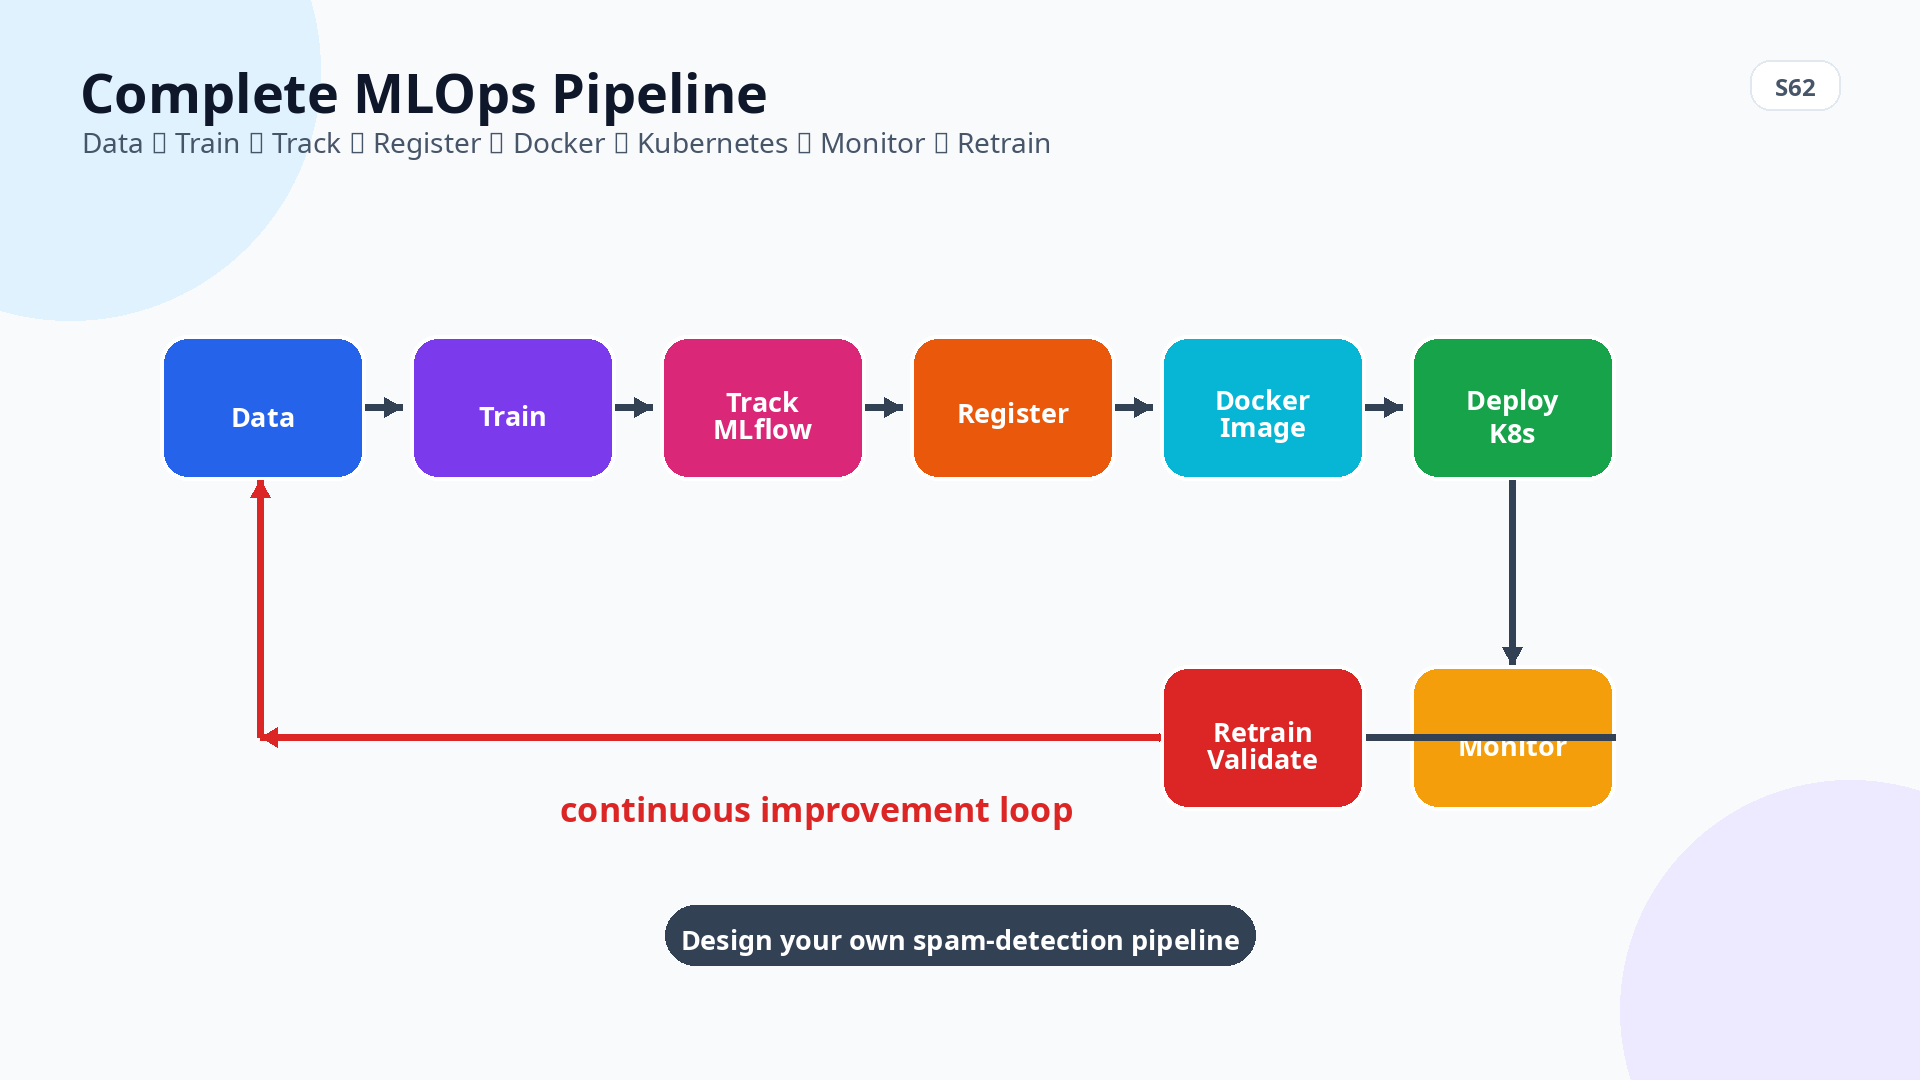 Complete MLOps Pipeline
S62
Data ▯ Train ▯ Track ▯ Register ▯ Docker ▯ Kubernetes ▯ Monitor ▯ Retrain
Data
Train
Track
MLflow
Register
Docker
Image
Deploy
K8s
Retrain
Validate
Monitor
continuous improvement loop
Design your own spam-detection pipeline